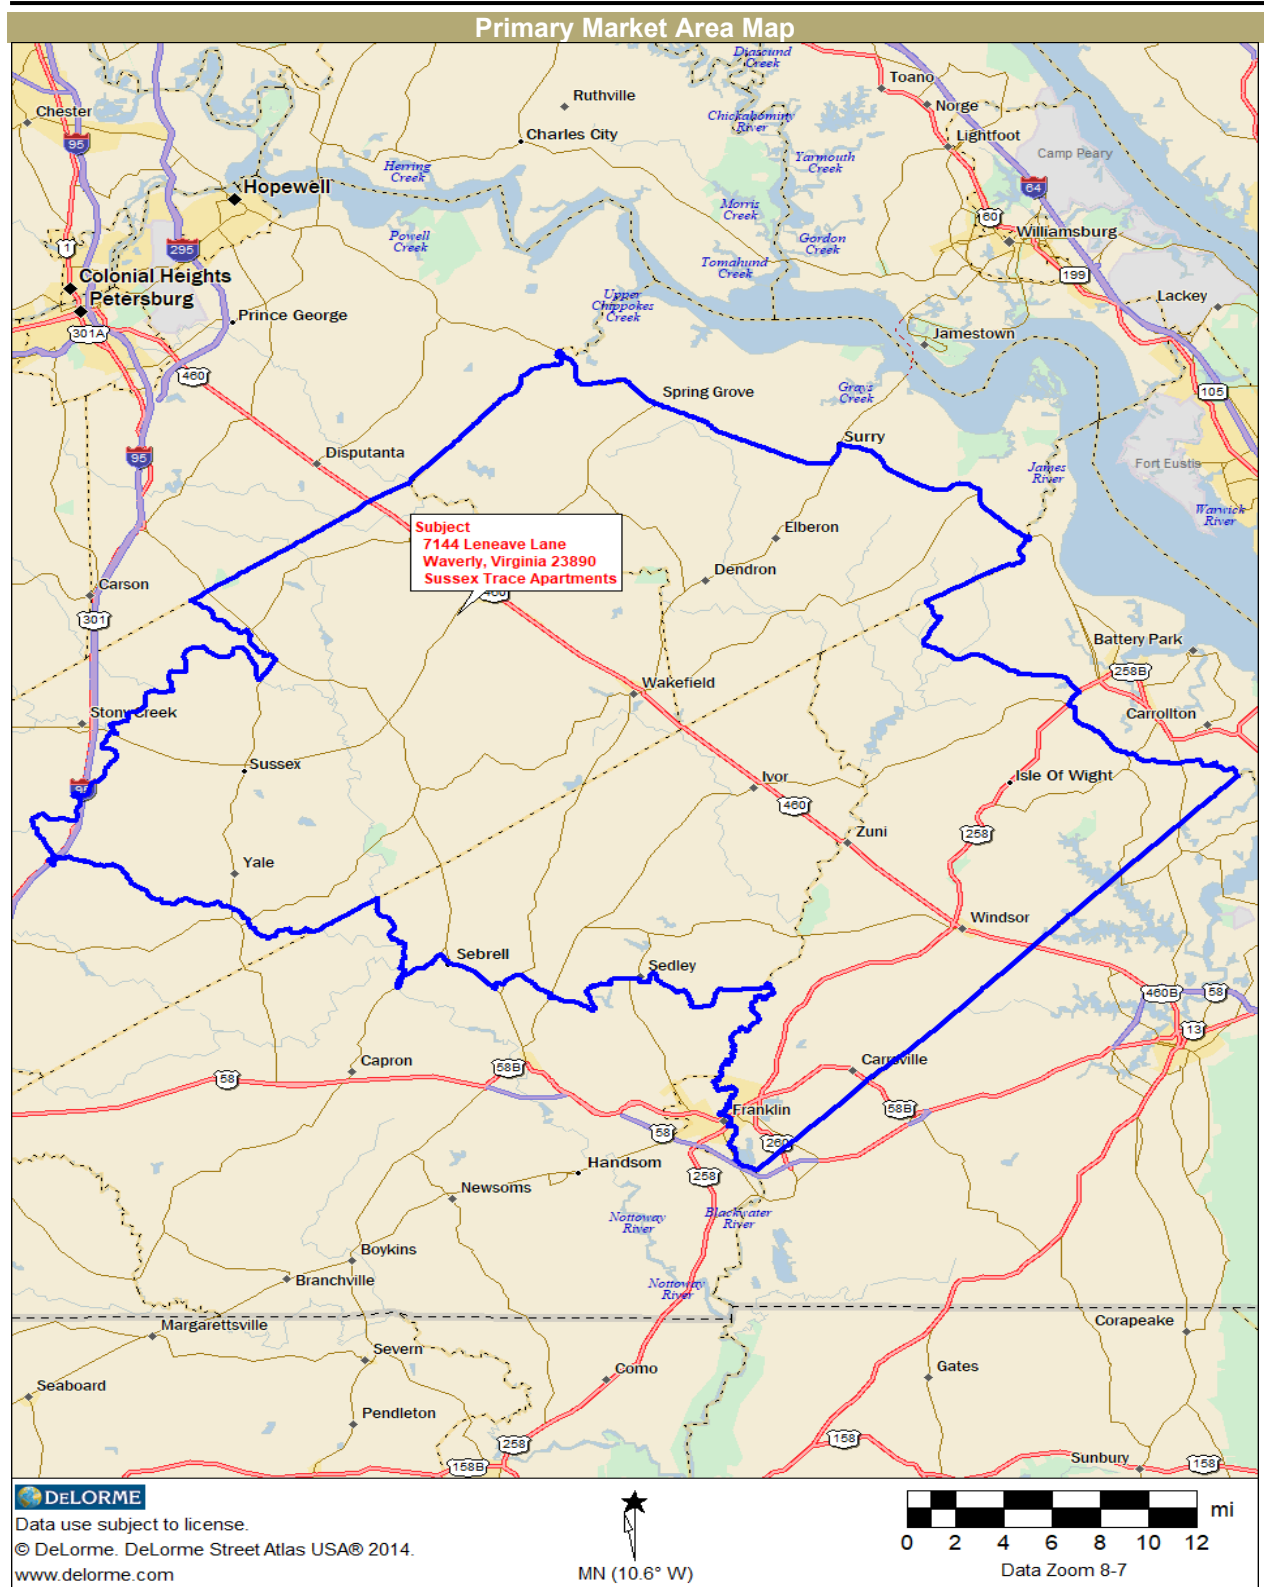 Primary Market Area Map
Diascund
Creek
Toano
Ruthville
Norge
Chester
Chickahominy
River
Charles City
Lightfoot
95
Camp Peary
Yarmouth
Creek
Herring
Creek
64
Hopewell
Morris
Creek
60
Williamsburg
Powell
Creek
Gordon
Creek
1
295
Tomahund
Creek
199
Colonial Heights
Petersburg
Upper
Chippokes
Creek
Lackey
Prince George
301A
Jamestown
460
Spring Grove
Grays
Creek
105
Surry
Disputanta
95
James
River
Fort Eustis
Warwick
River
Subject
7144 Leneave Lane
Waverly, Virginia 23890
Sussex Trace Apartments
460
Elberon
Dendron
Carson
301
Battery Park
258B
Wakefield
Stony Creek
Carrollton
Sussex
95
Ivor
Isle Of Wight
460
258
Zuni
Yale
Windsor
Sebrell
Sedley
460B
58
13
Capron
58B
Carrsville
58
58B
Franklin
58
260
Handsom
258
Newsoms
Nottoway
River
Blackwater
River
Boykins
Branchville
Nottoway
River
Margarettsville
Corapeake
Severn
Como
Gates
Seaboard
Pendleton
258
158
158B
Sunbury
158
DELORME
Data use subject to license.
© DeLorme. DeLorme Street Atlas USA® 2014.
www.delorme.com
MN (10.6° W)
mi
0 2 4 6 8 10 12
Data Zoom 8-7